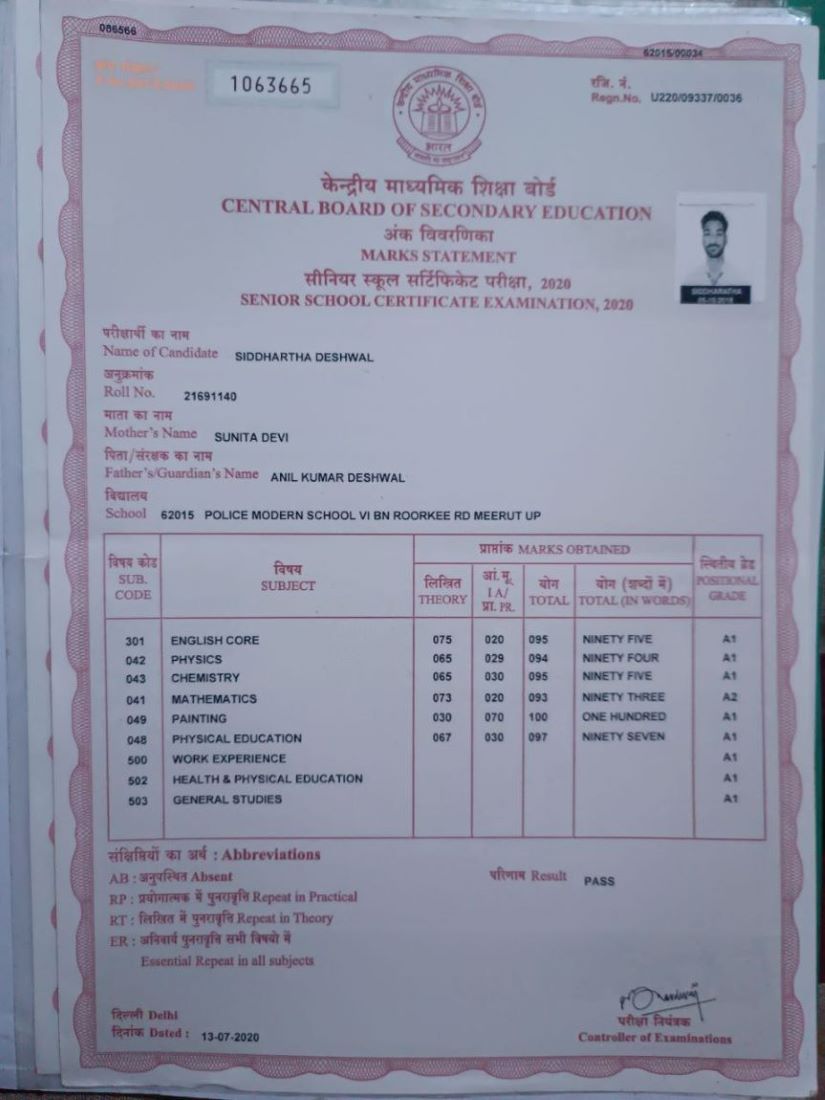 086566
62015/00034
1063665
रजि. नं.
Regn.No. U220/09337/0036
भारत
केन्द्रीय माध्यमिक शिक्षा बोर्ड
CENTRAL BOARD OF SECONDARY EDUCATION
अंक विवरणिका
MARKS STATEMENT
सीनियर स्कूल सर्टिफिकेट परीक्षा, 2020
SENIOR SCHOOL CERTIFICATE EXAMINATION, 2020
SIDDHARATHA
परीक्षार्थी का नाम
Name of Candidate SIDDHARTHA DESHWAL
अनुक्रमांक
Roll No. 21691140
माता का नाम
Mother's Name SUNITA DEVI
पिता/संरक्षक का नाम
Father's/Guardian's Name ANIL KUMAR DESHWAL
विद्यालय
School 62015 POLICE MODERN SCHOOL VI BN ROORKEE RD MEERUT UP
विषय कोड SUB. CODE
विषय SUBJECT
प्राप्तांक MARKS OBTAINED
लिखित THEORY
आं.मू. I A/ प्रा. PR.
योग TOTAL
योग (शब्दों में) TOTAL (IN WORDS)
स्थितीय ग्रेड POSITIONAL GRADE
301 ENGLISH CORE 075 020 095 NINETY FIVE A1
042 PHYSICS 065 029 094 NINETY FOUR A1
043 CHEMISTRY 065 030 095 NINETY FIVE A1
041 MATHEMATICS 073 020 093 NINETY THREE A2
049 PAINTING 030 070 100 ONE HUNDRED A1
048 PHYSICAL EDUCATION 067 030 097 NINETY SEVEN A1
500 WORK EXPERIENCE A1
502 HEALTH & PHYSICAL EDUCATION A1
503 GENERAL STUDIES A1
संक्षिप्तियों का अर्थ : Abbreviations
AB : अनुपस्थित Absent
परिणाम Result PASS
RP : प्रयोगात्मक में पुनरावृत्ति Repeat in Practical
RT : लिखित में पुनरावृत्ति Repeat in Theory
ER : अनिवार्य पुनरावृत्ति सभी विषयो में
Essential Repeat in all subjects
दिल्ली Delhi
दिनांक Dated : 13-07-2020
परीक्षा नियंत्रक
Controller of Examinations